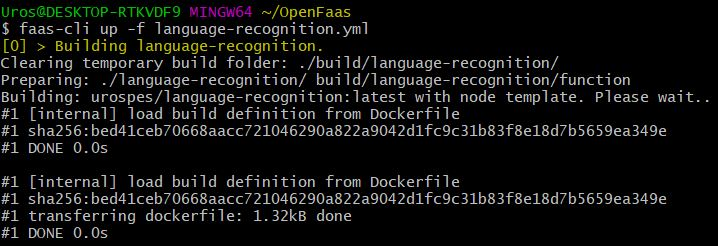 Uros@DESKTOP-RTKVDF9 MINGW64 ~/OpenFaas
$ faas-cli up -f language-recognition.yml
[0] > Building language-recognition.
Clearing temporary build folder: ./build/language-recognition/
Preparing: ./language-recognition/ build/language-recognition/function
Building: urospes/language-recognition:latest with node template. Please wait..
#1 [internal] load build definition from Dockerfile
#1 sha256:bed41ceb70668aacc721046290a822a9042d1fc9c31b83f8e18d7b5659ea349e
#1 DONE 0.0s
#1 [internal] load build definition from Dockerfile
#1 sha256:bed41ceb70668aacc721046290a822a9042d1fc9c31b83f8e18d7b5659ea349e
#1 transferring dockerfile: 1.32kB done
#1 DONE 0.0s